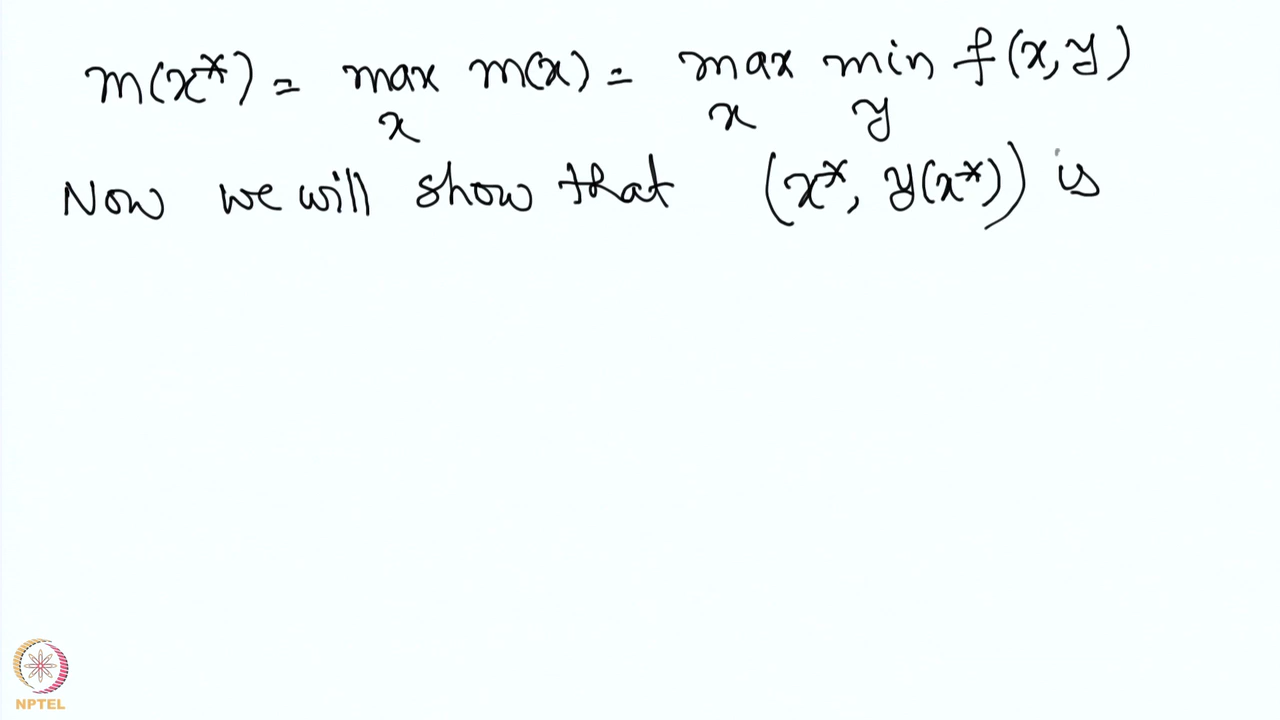 m(x*) = max m(x) = max min f(x,y)
x x y
Now we will show that (x*, y(x*)) is
NPTEL